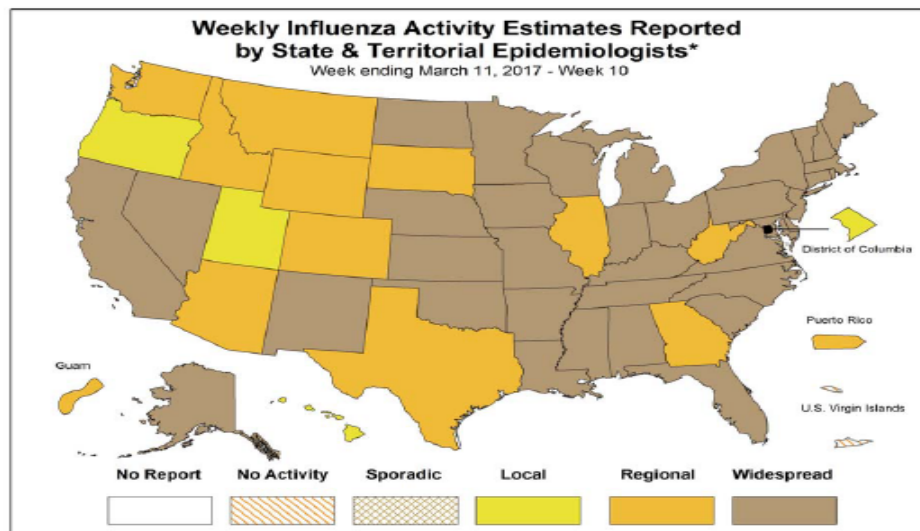 Weekly Influenza Activity Estimates Reported
by State & Territorial Epidemiologists*
Week ending March 11, 2017 - Week 10
District of Columbia
Puerto Rico
Guam
U.S. Virgin Islands
No Report No Activity Sporadic Local Regional Widespread